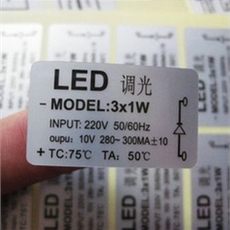 LED 调光
- MODEL:3x1W
INPUT: 220V 50/60Hz
oupu: 10V 280~300MA±10
+ TC:75℃ TA: 50℃